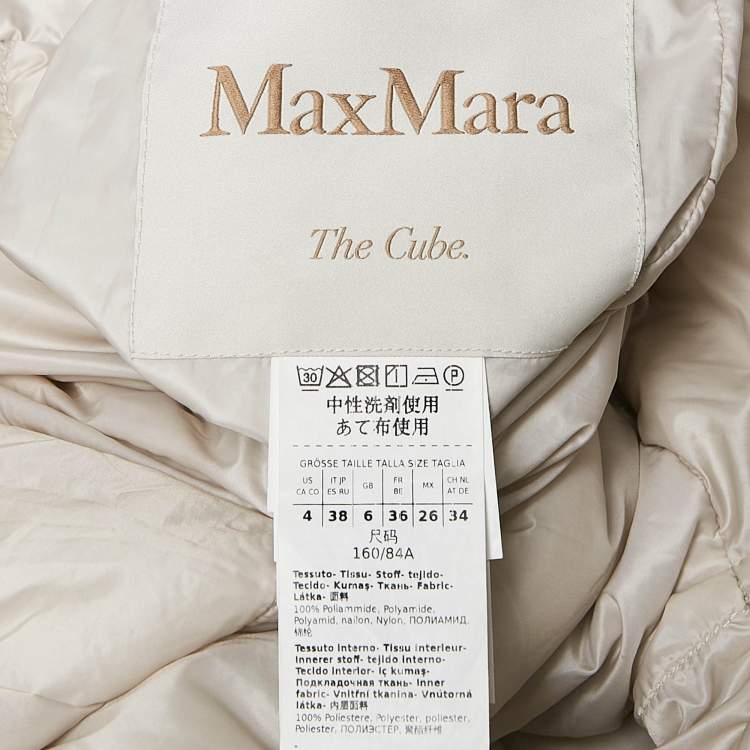 MaxMara
The Cube.
30
P
中性洗剤使用
あて布使用
GRÖSSE TAILLE TALLA SIZE TAGLIA
US CA CO IT JP ES RU GB FR BE MX CH NL AT DE
4 38 6 36 26 34
尺码
160/84A
Tessuto- Tissu- Stoff- tejido-
Tecido- Kumaş- Ткань- Fabric-
Látka- 面料
100% Poliammide, Polyamide,
Polyamid, nailon, Nylon, ПОЛИАМИД,
锦纶
Tessuto interno- Tissu interieur-
Innerer stoff- tejido interno-
Tecido interior- iç kumaş-
Подкладочная ткань- Inner
fabric- Vnitřní tkanina- Vnútorná
látka- 内层面料
100% Poliestere, Polyester, poliester,
Poliester, ПОЛИЭСТЕР, 聚酯纤维